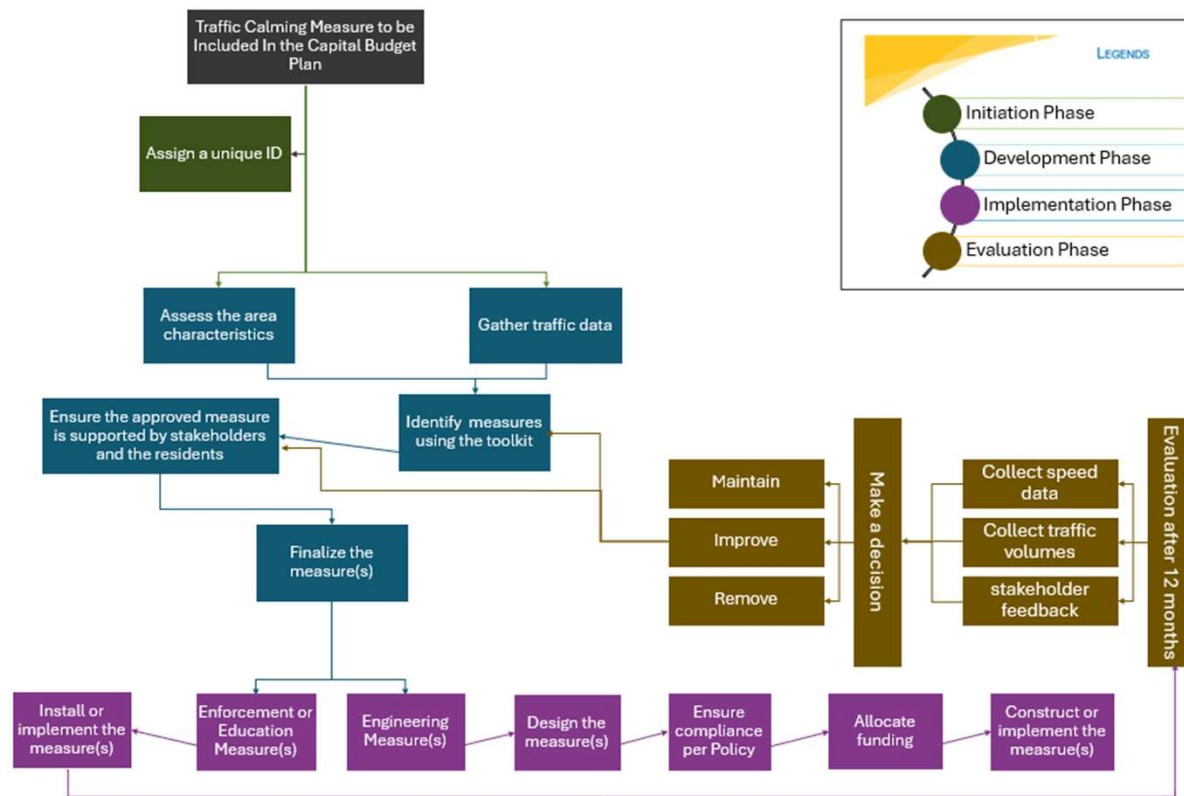 Traffic Calming Measure to be
Included In the Capital Budget
Plan
LEGENDS
Initiation Phase
Development Phase
Implementation Phase
Evaluation Phase
Assign a unique ID
Assess the area
characteristics
Gather traffic data
Ensure the approved measure
is supported by stakeholders
and the residents
Identify measures
using the toolkit
Finalize the
measure(s)
Maintain
Improve
Remove
Make a decision
Collect speed
data
Collect traffic
volumes
stakeholder
feedback
Evaluation after 12 months
Install or
implement the
measure(s)
Enforcement or
Education
Measure(s)
Engineering
Measure(s)
Design the
measure(s)
Ensure
compliance
per Policy
Allocate
funding
Construct or
implement the
measrue(s)